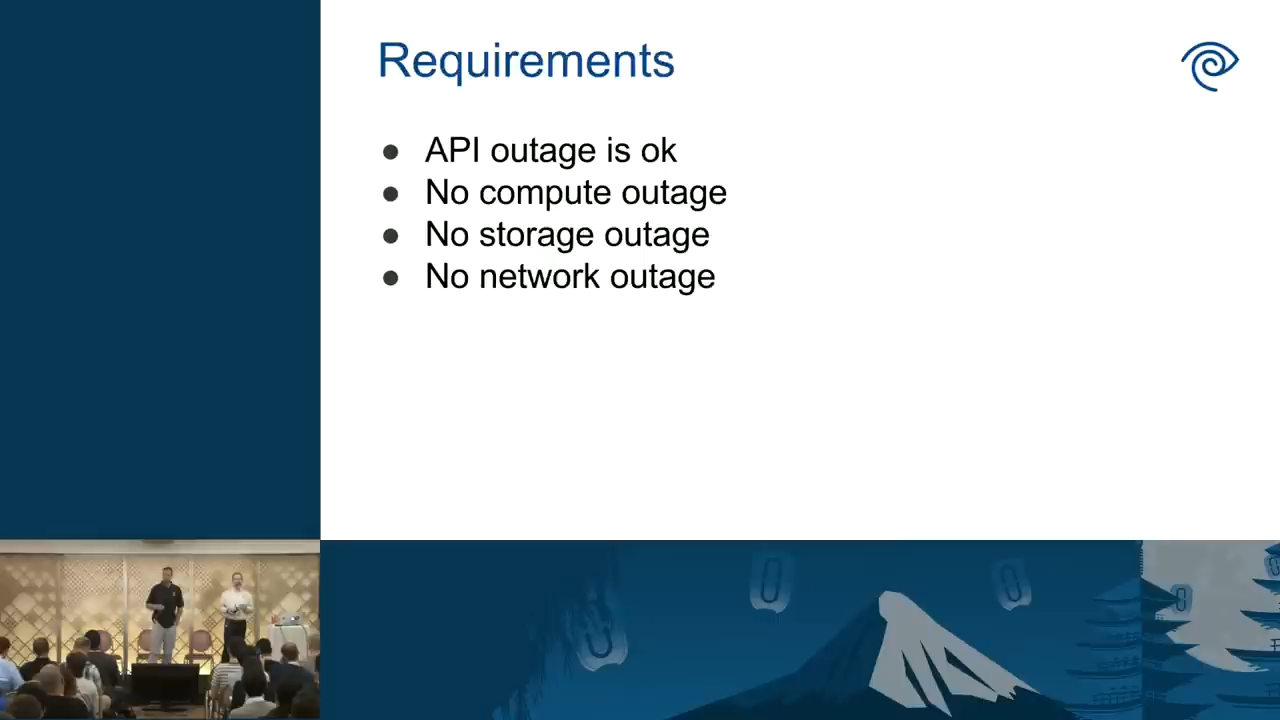 Requirements
● API outage is ok
● No compute outage
● No storage outage
● No network outage